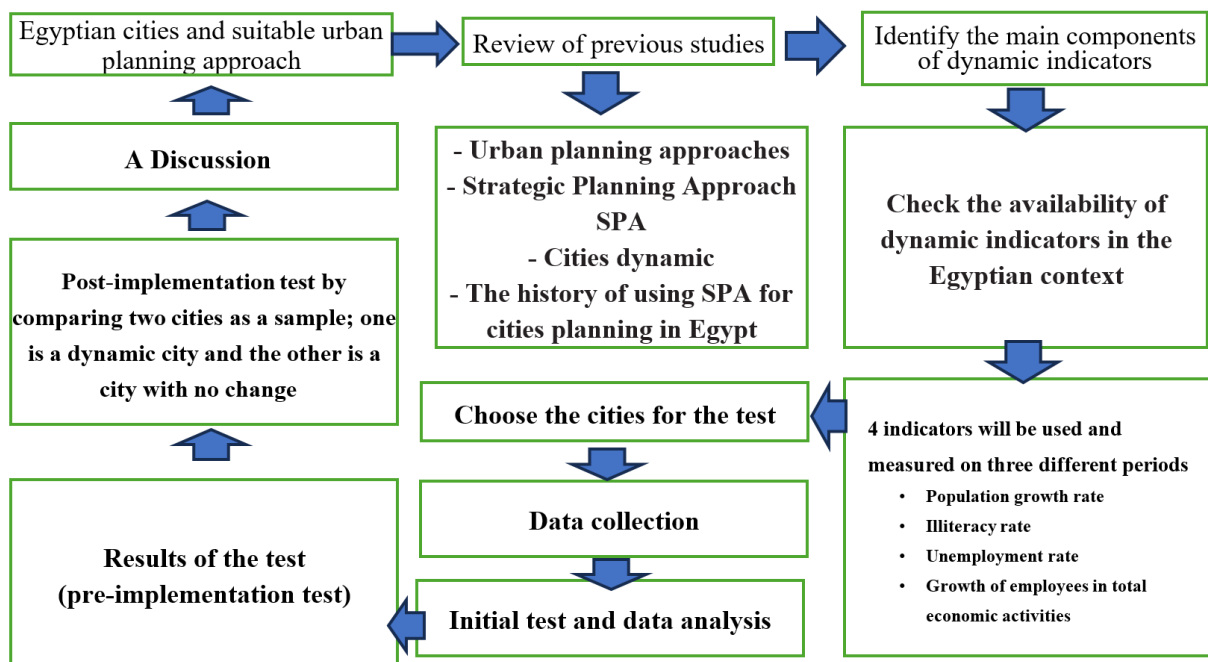 Egyptian cities and suitable urban
planning approach
Review of previous studies
Identify the main components
of dynamic indicators
A Discussion
- Urban planning approaches
- Strategic Planning Approach
SPA
- Cities dynamic
- The history of using SPA for
cities planning in Egypt
Check the availability of
dynamic indicators in the
Egyptian context
Post-implementation test by
comparing two cities as a sample; one
is a dynamic city and the other is a
city with no change
Choose the cities for the test
4 indicators will be used and
measured on three different periods
• Population growth rate
• Illiteracy rate
• Unemployment rate
• Growth of employees in total
economic activities
Data collection
Results of the test
(pre-implementation test)
Initial test and data analysis